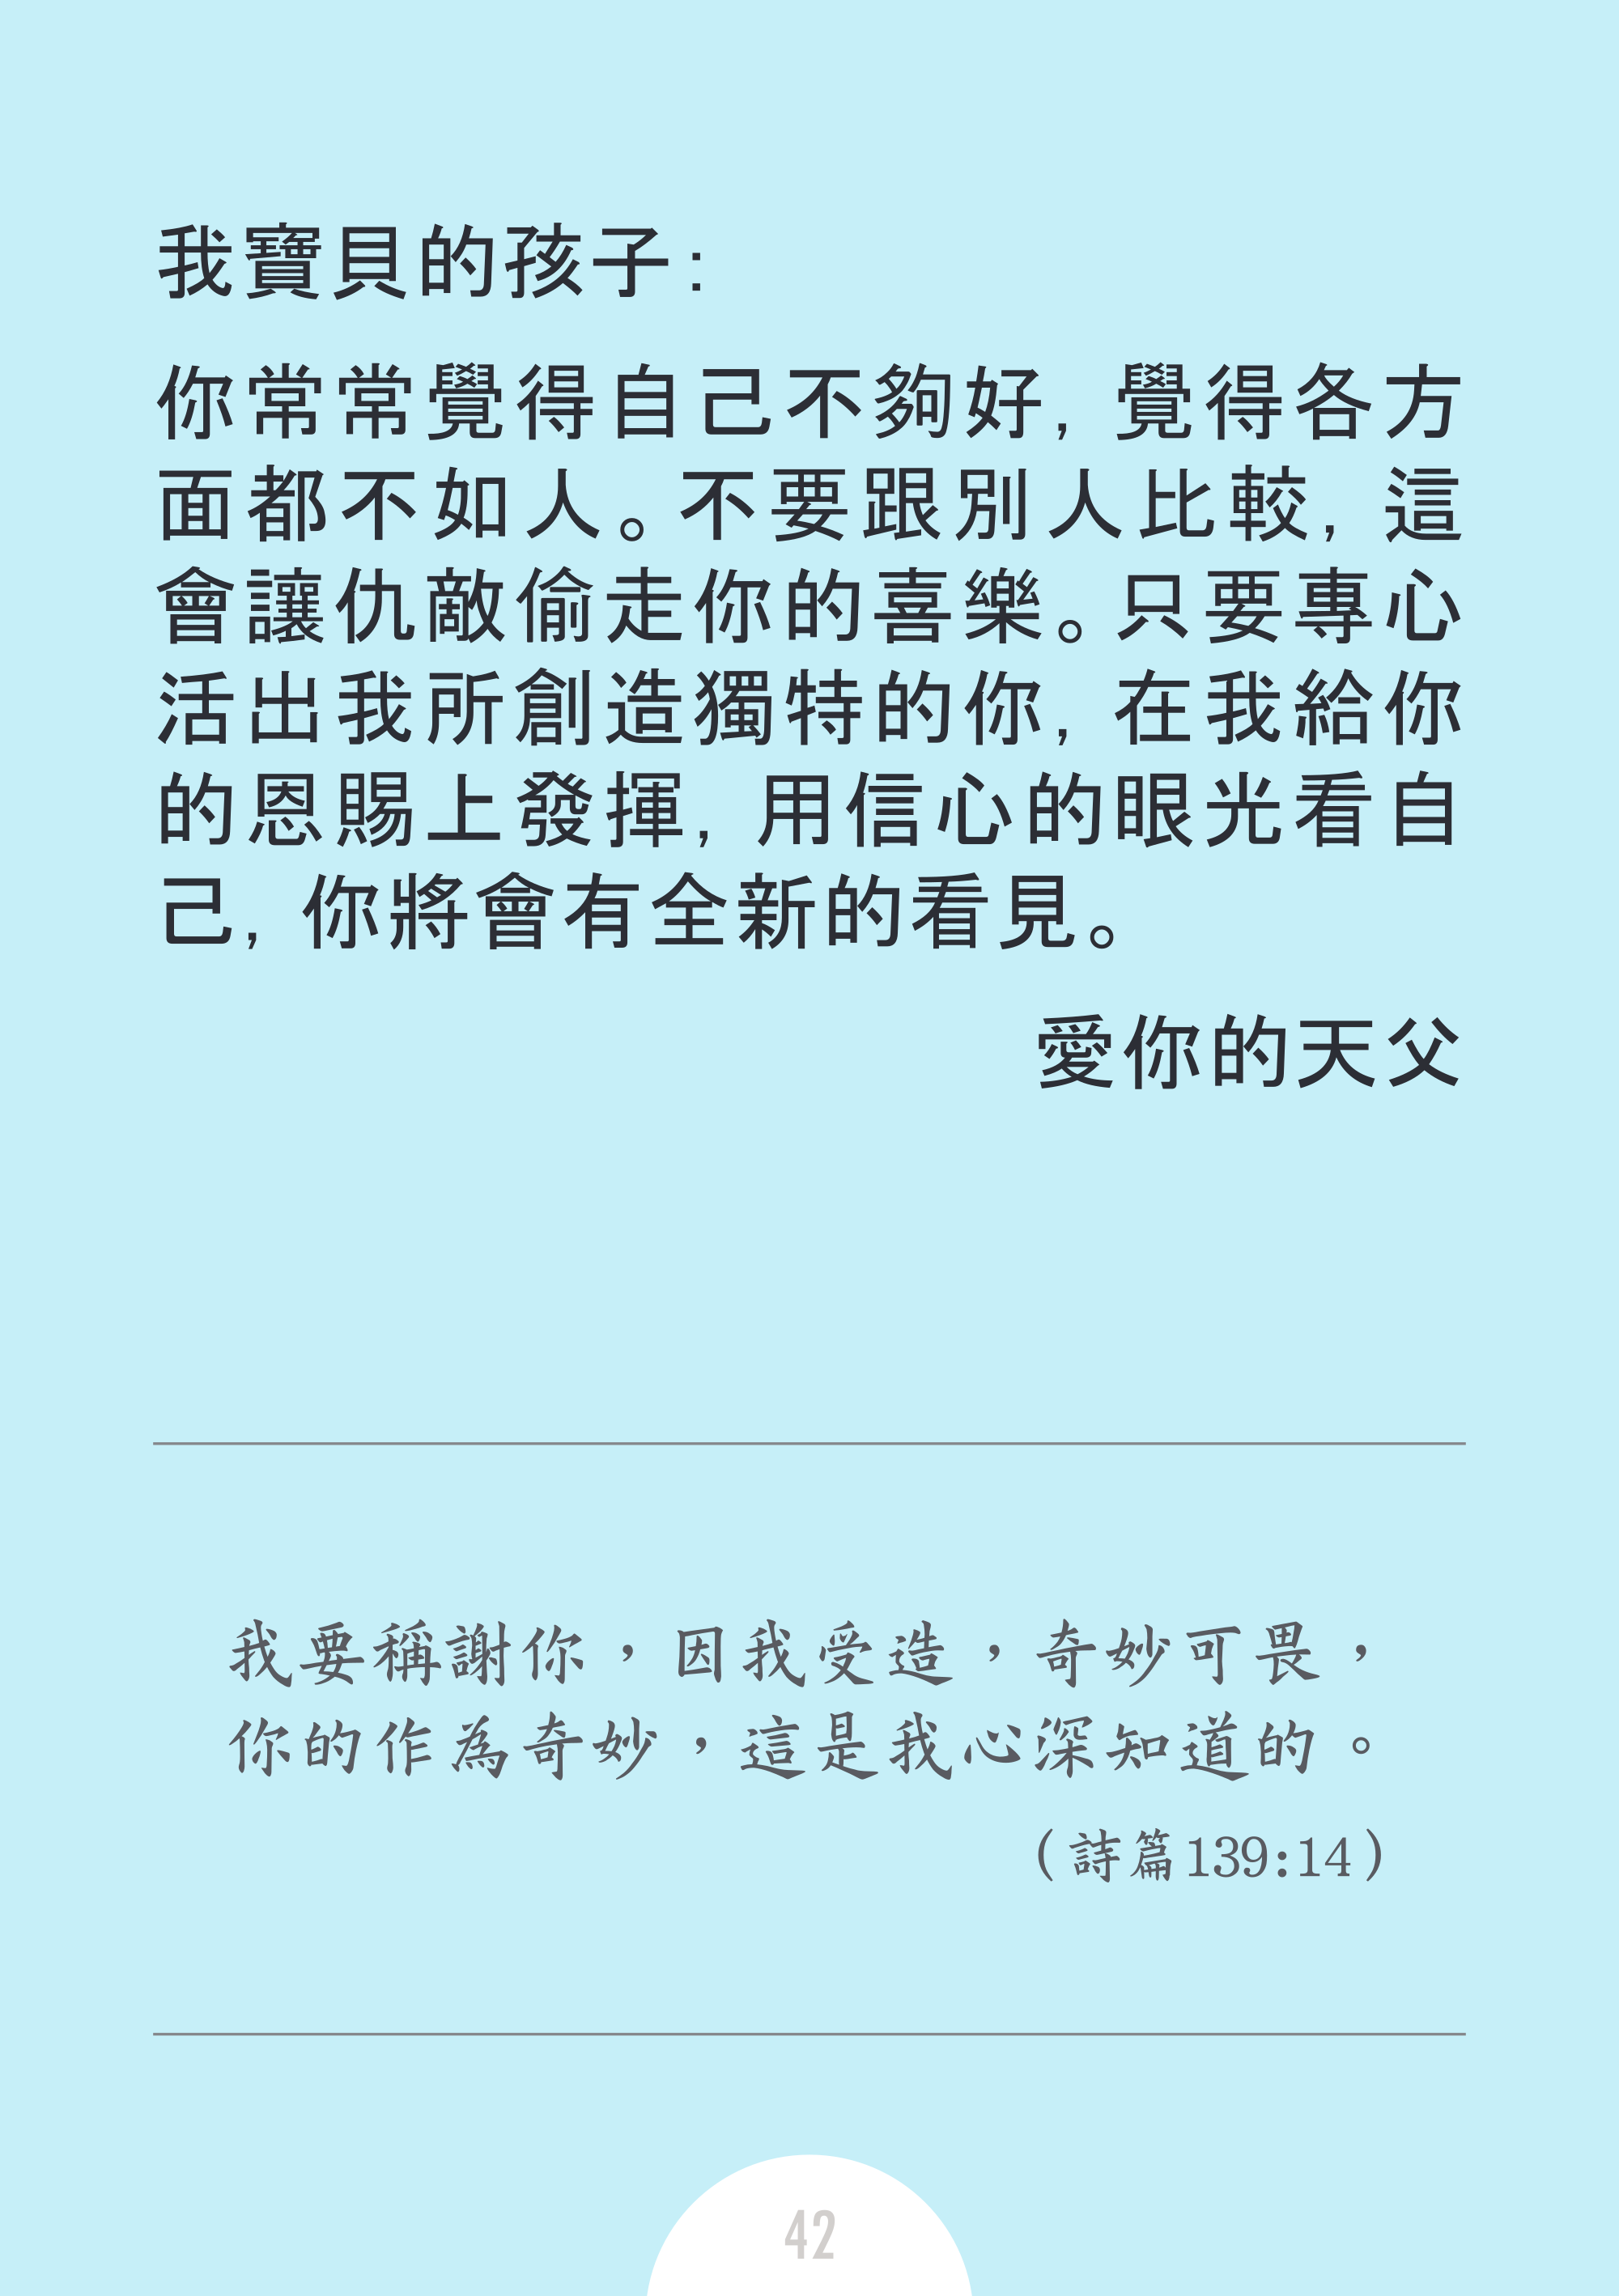 我寶貝的孩子：
你常常覺得自己不夠好，覺得各方
面都不如人。不要跟別人比較，這
會讓仇敵偷走你的喜樂。只要專心
活出我所創造獨特的你，在我給你
的恩賜上發揮，用信心的眼光看自
己，你將會有全新的看見。
愛你的天父
我要稱謝你，因我受造，奇妙可畏，
你的作為奇妙，這是我心深知道的。
（詩篇139:14）
42